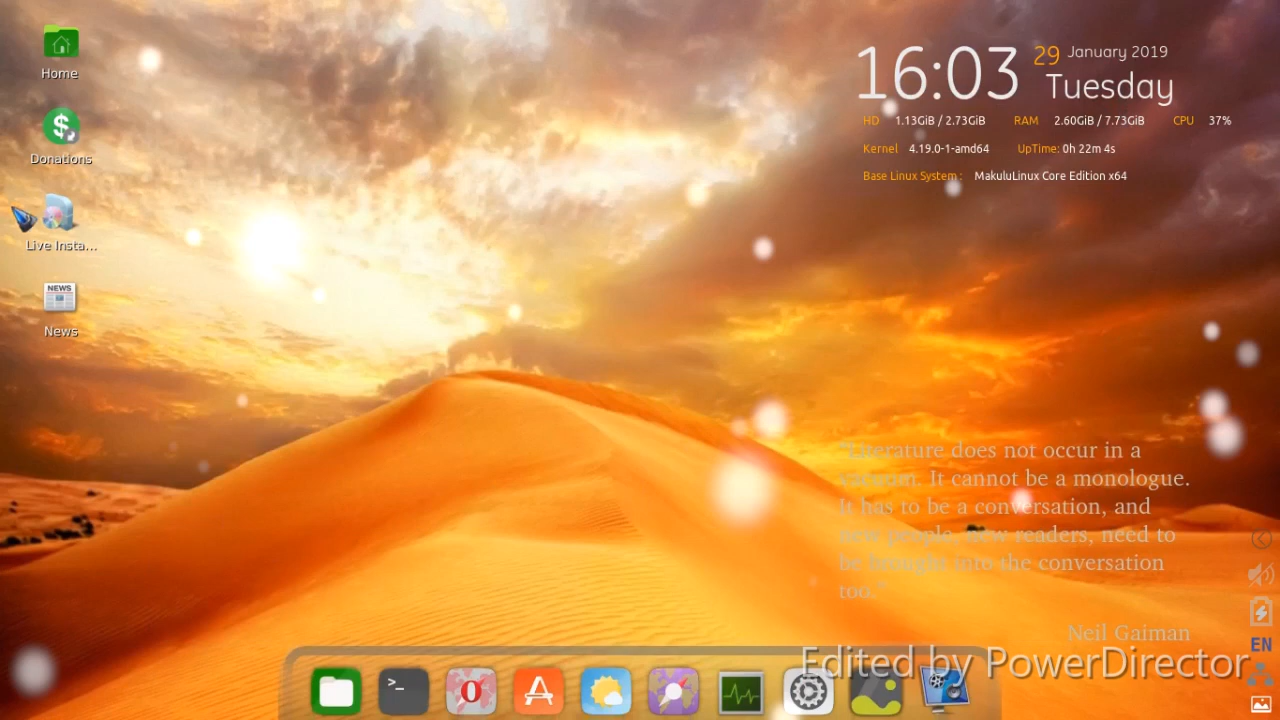 Home
Donations
Live Insta...
NEWS
News
16:03 29 January 2019
Tuesday
HD 1.13GiB / 2.73GiB RAM 2.60GiB / 7.73GiB CPU 37%
Kernel 4.19.0-1-amd64 UpTime: 0h 22m 4s
Base Linux System : MakuluLinux Core Edition x64
“Literature does not occur in a
vacuum. It cannot be a monologue.
It has to be a conversation, and
new people, new readers, need to
be brought into the conversation
too.”
Neil Gaiman
EN
Edited by PowerDirector
>_